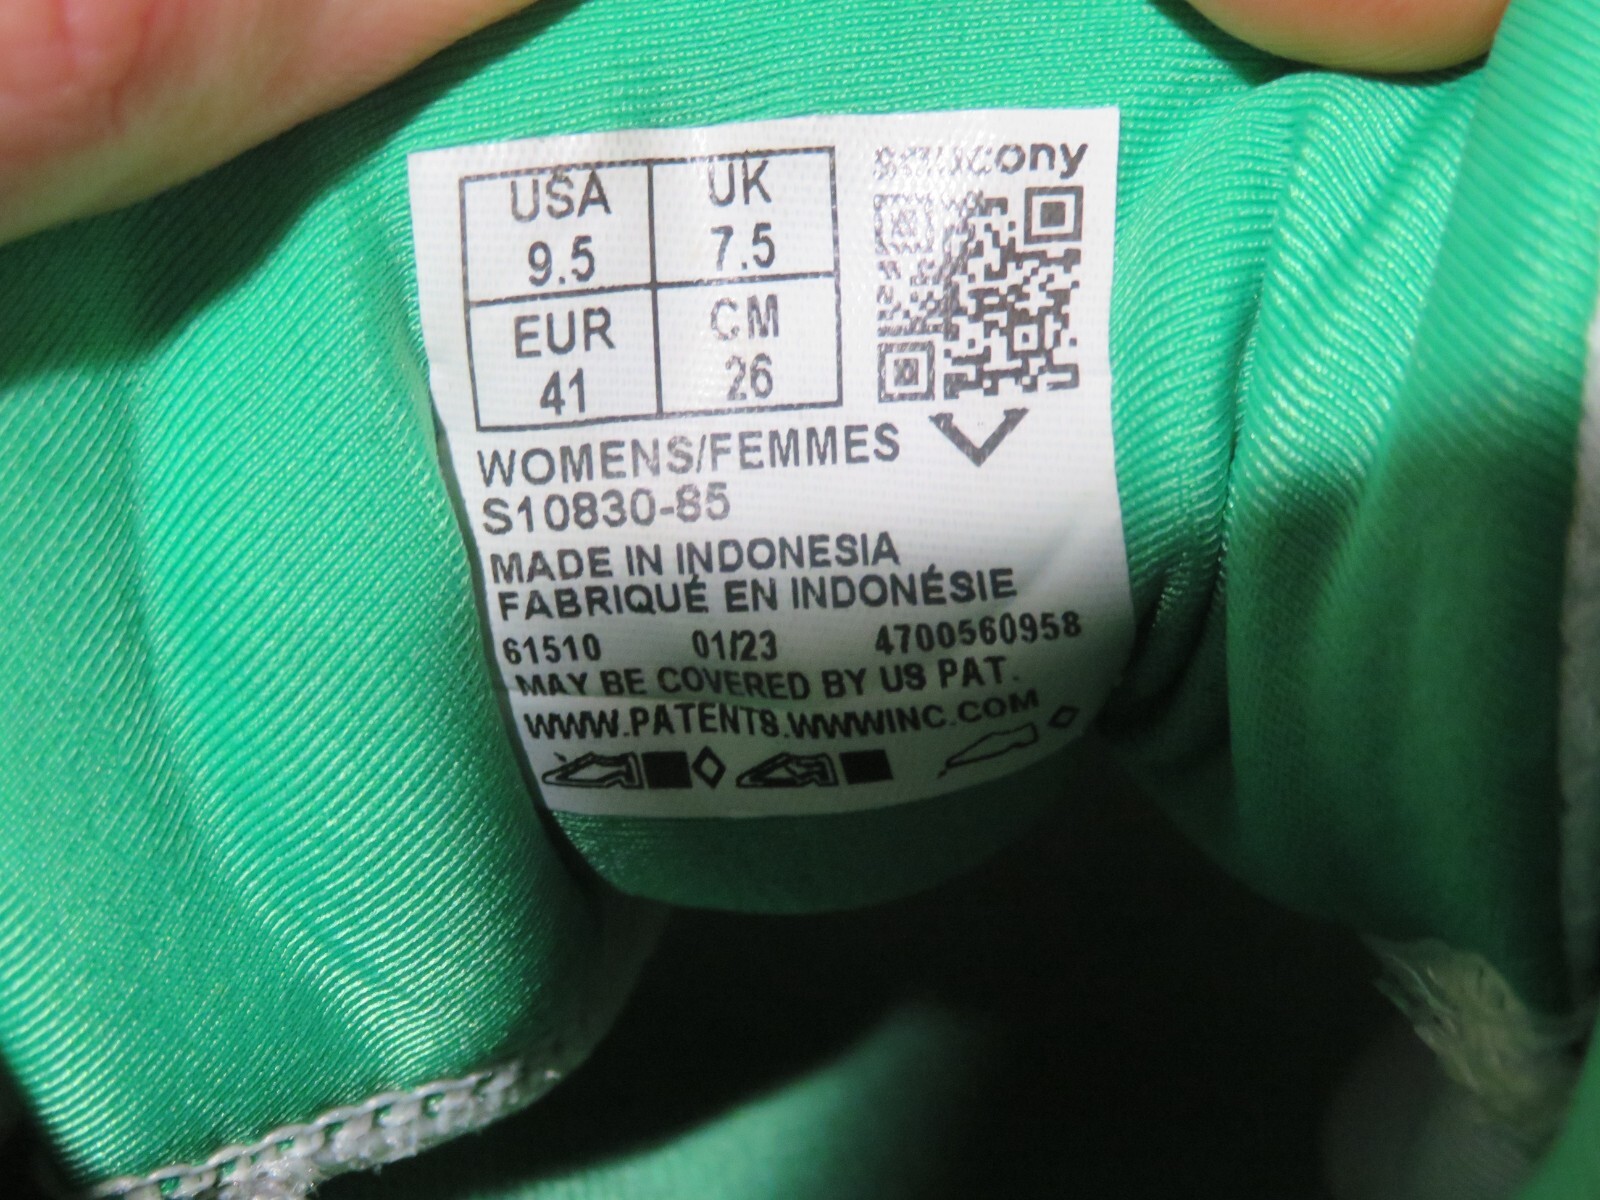 USA UK saucony
9.5 7.5
EUR CM
41 26
WOMENS/FEMMES
S10830-85
MADE IN INDONESIA
FABRIQUÉ EN INDONÉSIE
61510 01/23 4700560958
MAY BE COVERED BY US PAT.
WWW.PATENTS.WWWINC.COM